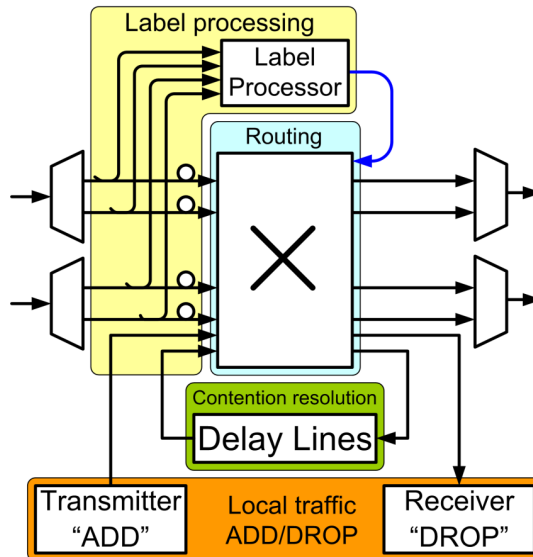 Label processing
Label
Processor
Routing
Contention resolution
Delay Lines
Transmitter
“ADD”
Local traffic
ADD/DROP
Receiver
“DROP”